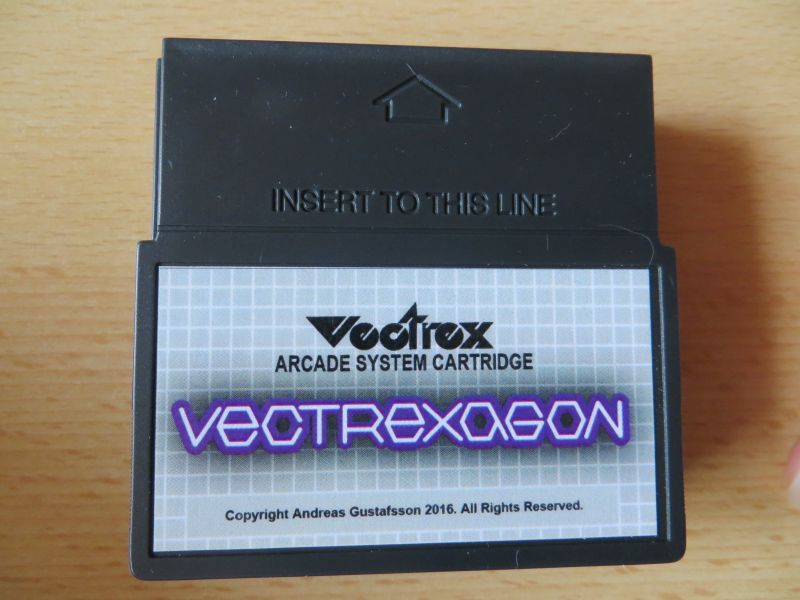 INSERT TO THIS LINE
Vectrex
ARCADE SYSTEM CARTRIDGE
VECTREXAGON
Copyright Andreas Gustafsson 2016. All Rights Reserved.